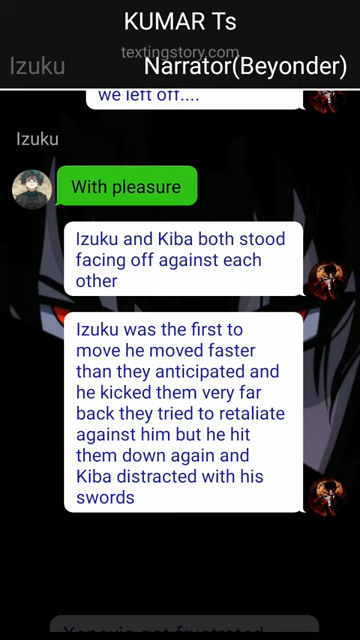 KUMAR Ts
textingstory.com
Izuku
Narrator(Beyonder)
we left off....
Izuku
With pleasure
Izuku and Kiba both stood
facing off against each
other
Izuku was the first to
move he moved faster
than they anticipated and
he kicked them very far
back they tried to retaliate
against him but he hit
them down again and
Kiba distracted with his
swords
got frustrated